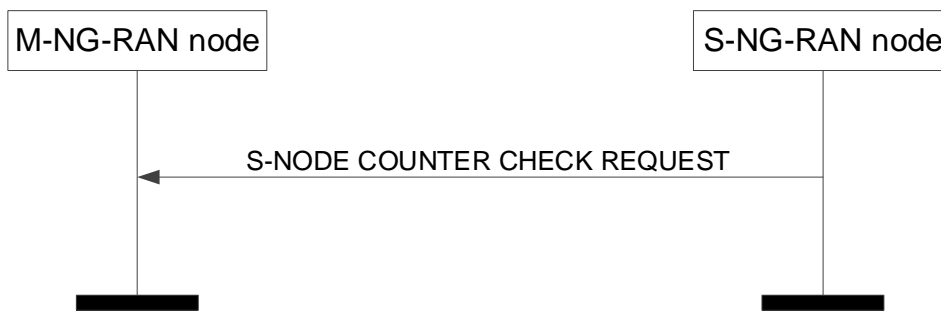 M-NG-RAN node
S-NG-RAN node
S-NODE COUNTER CHECK REQUEST